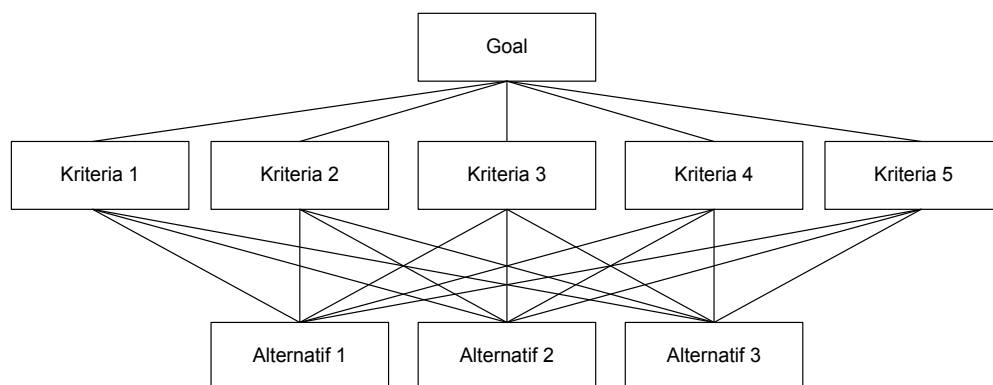 Goal
Kriteria 1
Kriteria 2
Kriteria 3
Kriteria 4
Kriteria 5
Alternatif 1
Alternatif 2
Alternatif 3